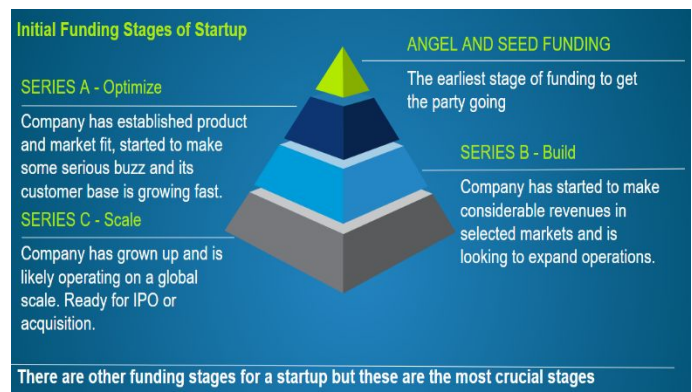 Initial Funding Stages of Startup
ANGEL AND SEED FUNDING
The earliest stage of funding to get
the party going
SERIES A - Optimize
Company has established product
and market fit, started to make
some serious buzz and its
customer base is growing fast.
SERIES B - Build
Company has started to make
considerable revenues in
selected markets and is
looking to expand operations.
SERIES C - Scale
Company has grown up and is
likely operating on a global
scale. Ready for IPO or
acquisition.
There are other funding stages for a startup but these are the most crucial stages